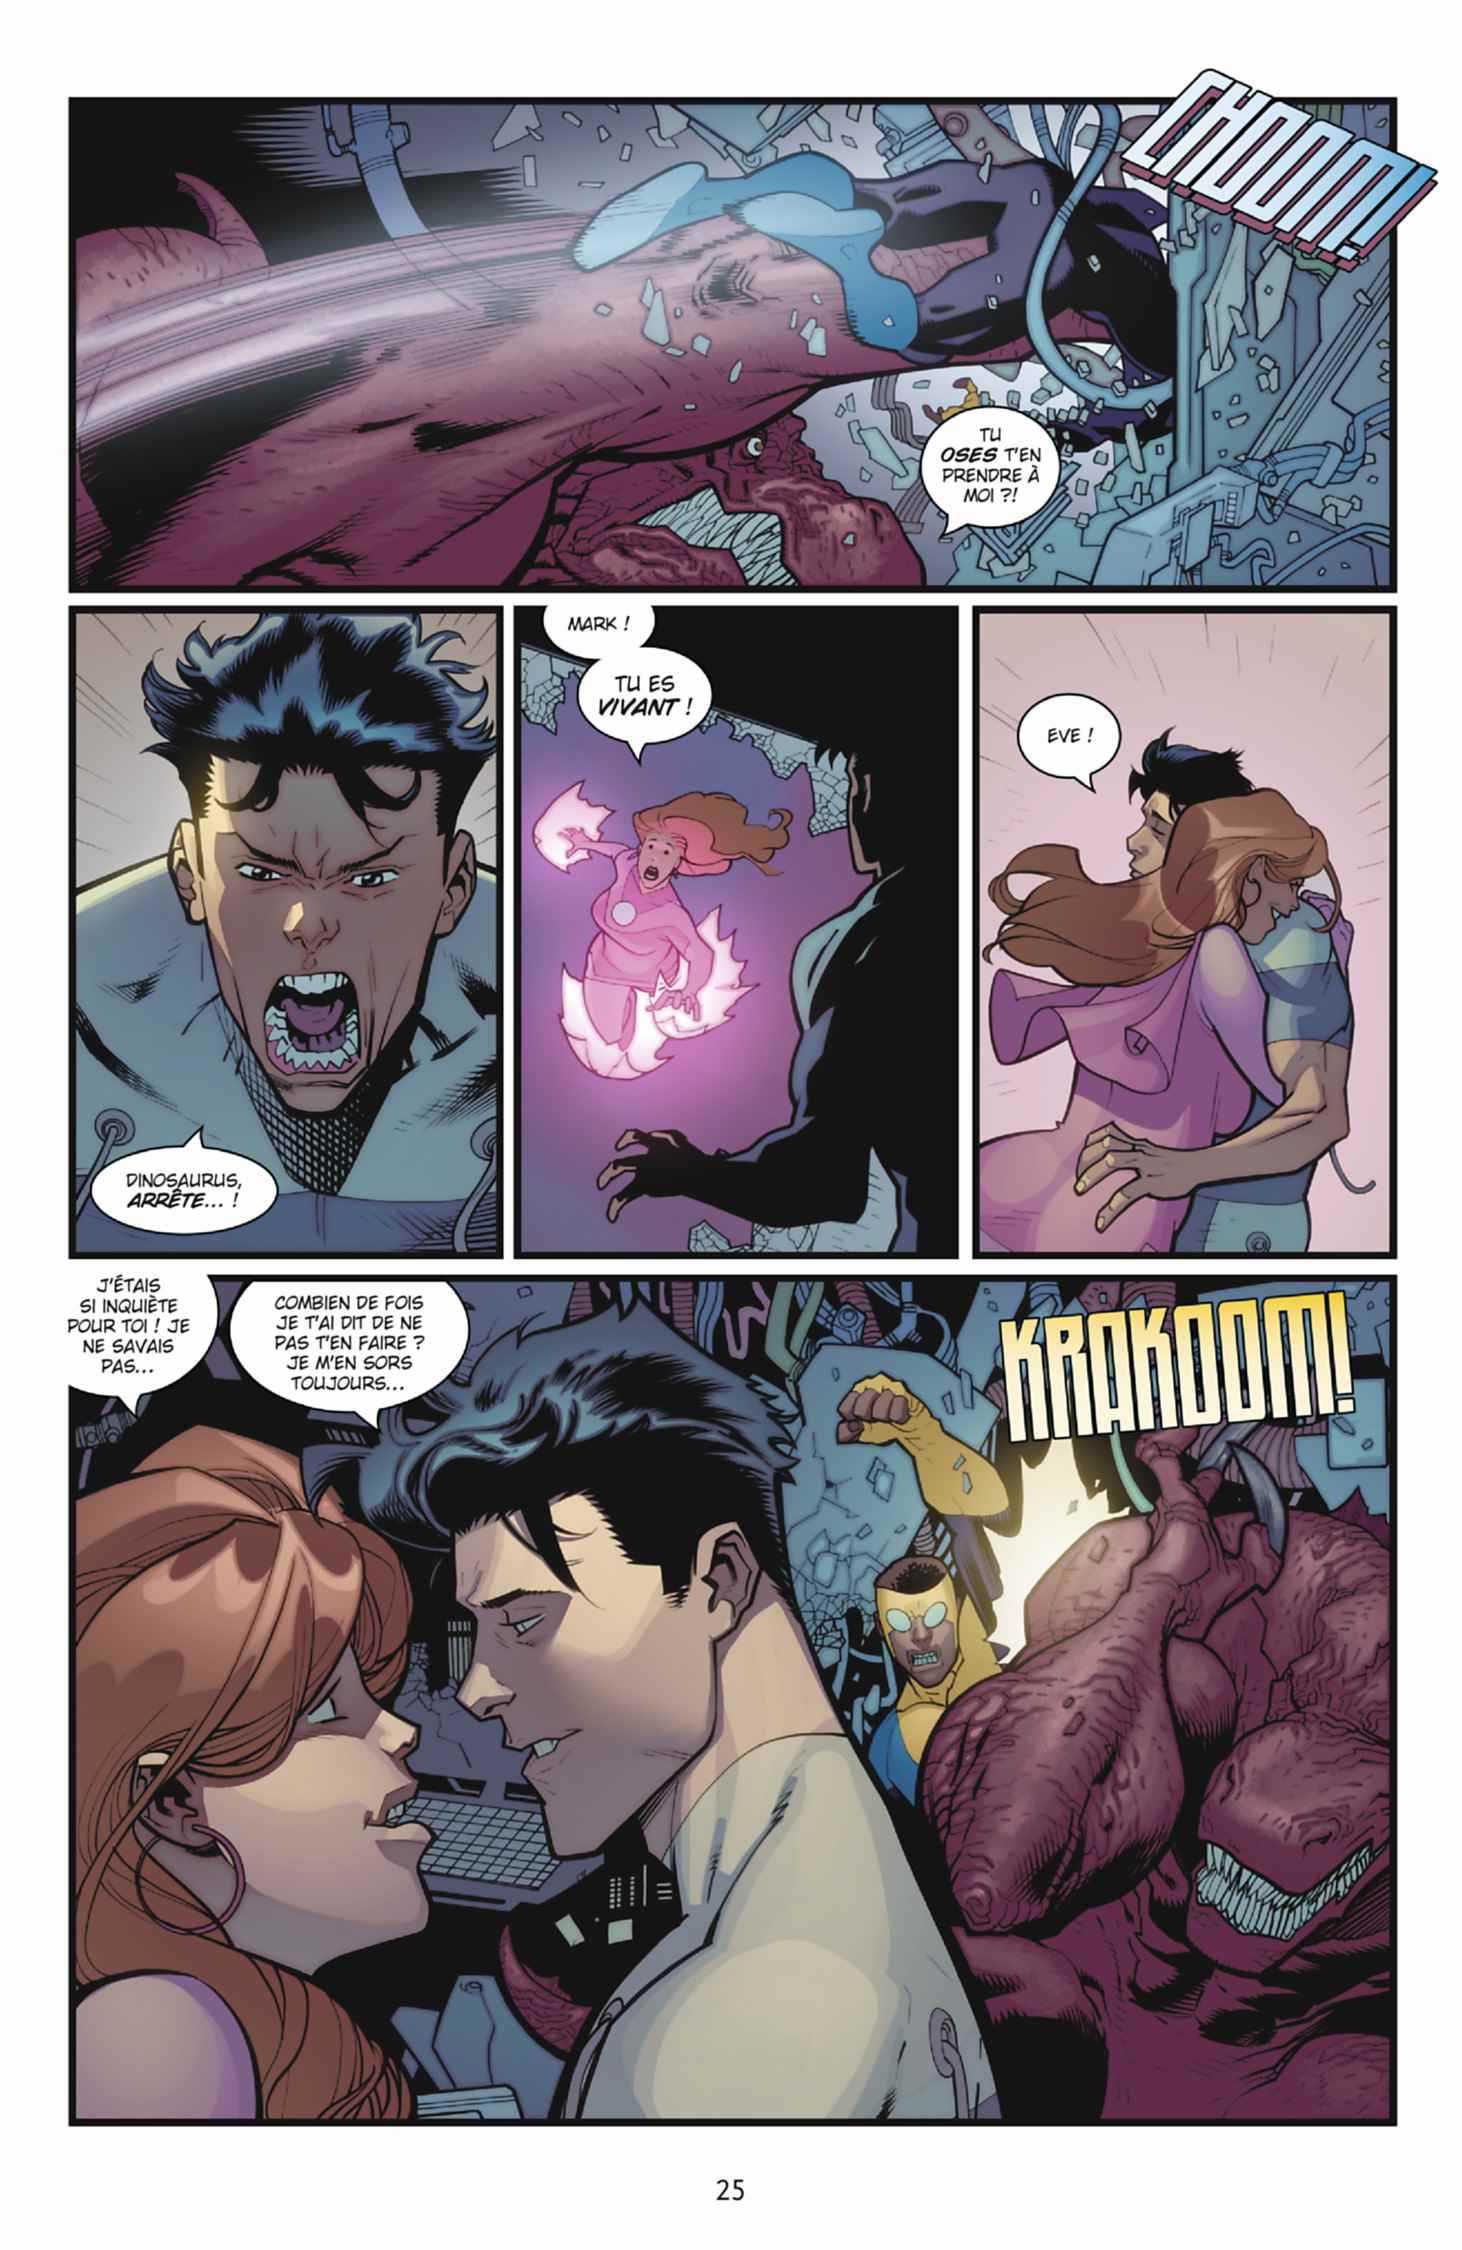 CHOOM!
TU
OSES T'EN
PRENDRE À
MOI ?!
DINOSAURUS,
ARRÊTE... !
MARK !
TU ES
VIVANT !
EVE !
J'ÉTAIS
SI INQUIÈTE
POUR TOI ! JE
NE SAVAIS
PAS...
COMBIEN DE FOIS
JE T'AI DIT DE NE
PAS T'EN FAIRE ?
JE M'EN SORS
TOUJOURS...
KRAKOOM!
25